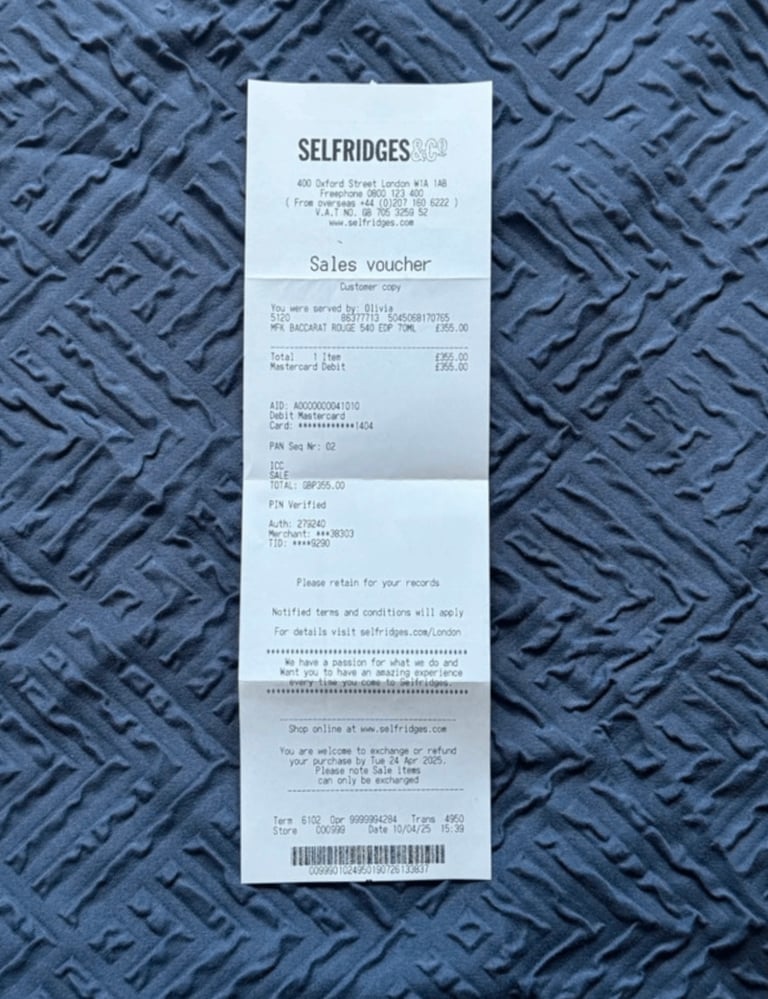 SELFRIDGES&Co
400 Oxford Street London W1A 1AB
Freephone 0800 123 400
( From overseas +44 (0)207 160 6222 )
V.A.T NO. GB 705 3259 52
www.selfridges.com
Sales voucher
Customer copy
You were served by: Olivia
5120 86377713 5045068170765
MFK BACCARAT ROUGE 540 EDP 70ML £355.00
Total 1 Item £355.00
Mastercard Debit £355.00
AID: A0000000041010
Debit Mastercard
Card: ************1404
PAN Seq Nr: 02
ICC
SALE
TOTAL: GBP355.00
PIN Verified
Auth: 279240
Merchant: ***38303
TID: ****9290
Please retain for your records
Notified terms and conditions will apply
For details visit selfridges.com/London
We have a passion for what we do and
Want you to have an amazing experience
every time you come to Selfridges.
Shop online at www.selfridges.com
You are welcome to exchange or refund
your purchase by Tue 24 Apr 2025.
Please note Sale items
can only be exchanged
Term 6102 Opr 9999994284 Trans 4950
Store 000999 Date 10/04/25 15:39
0099901024950190726133837